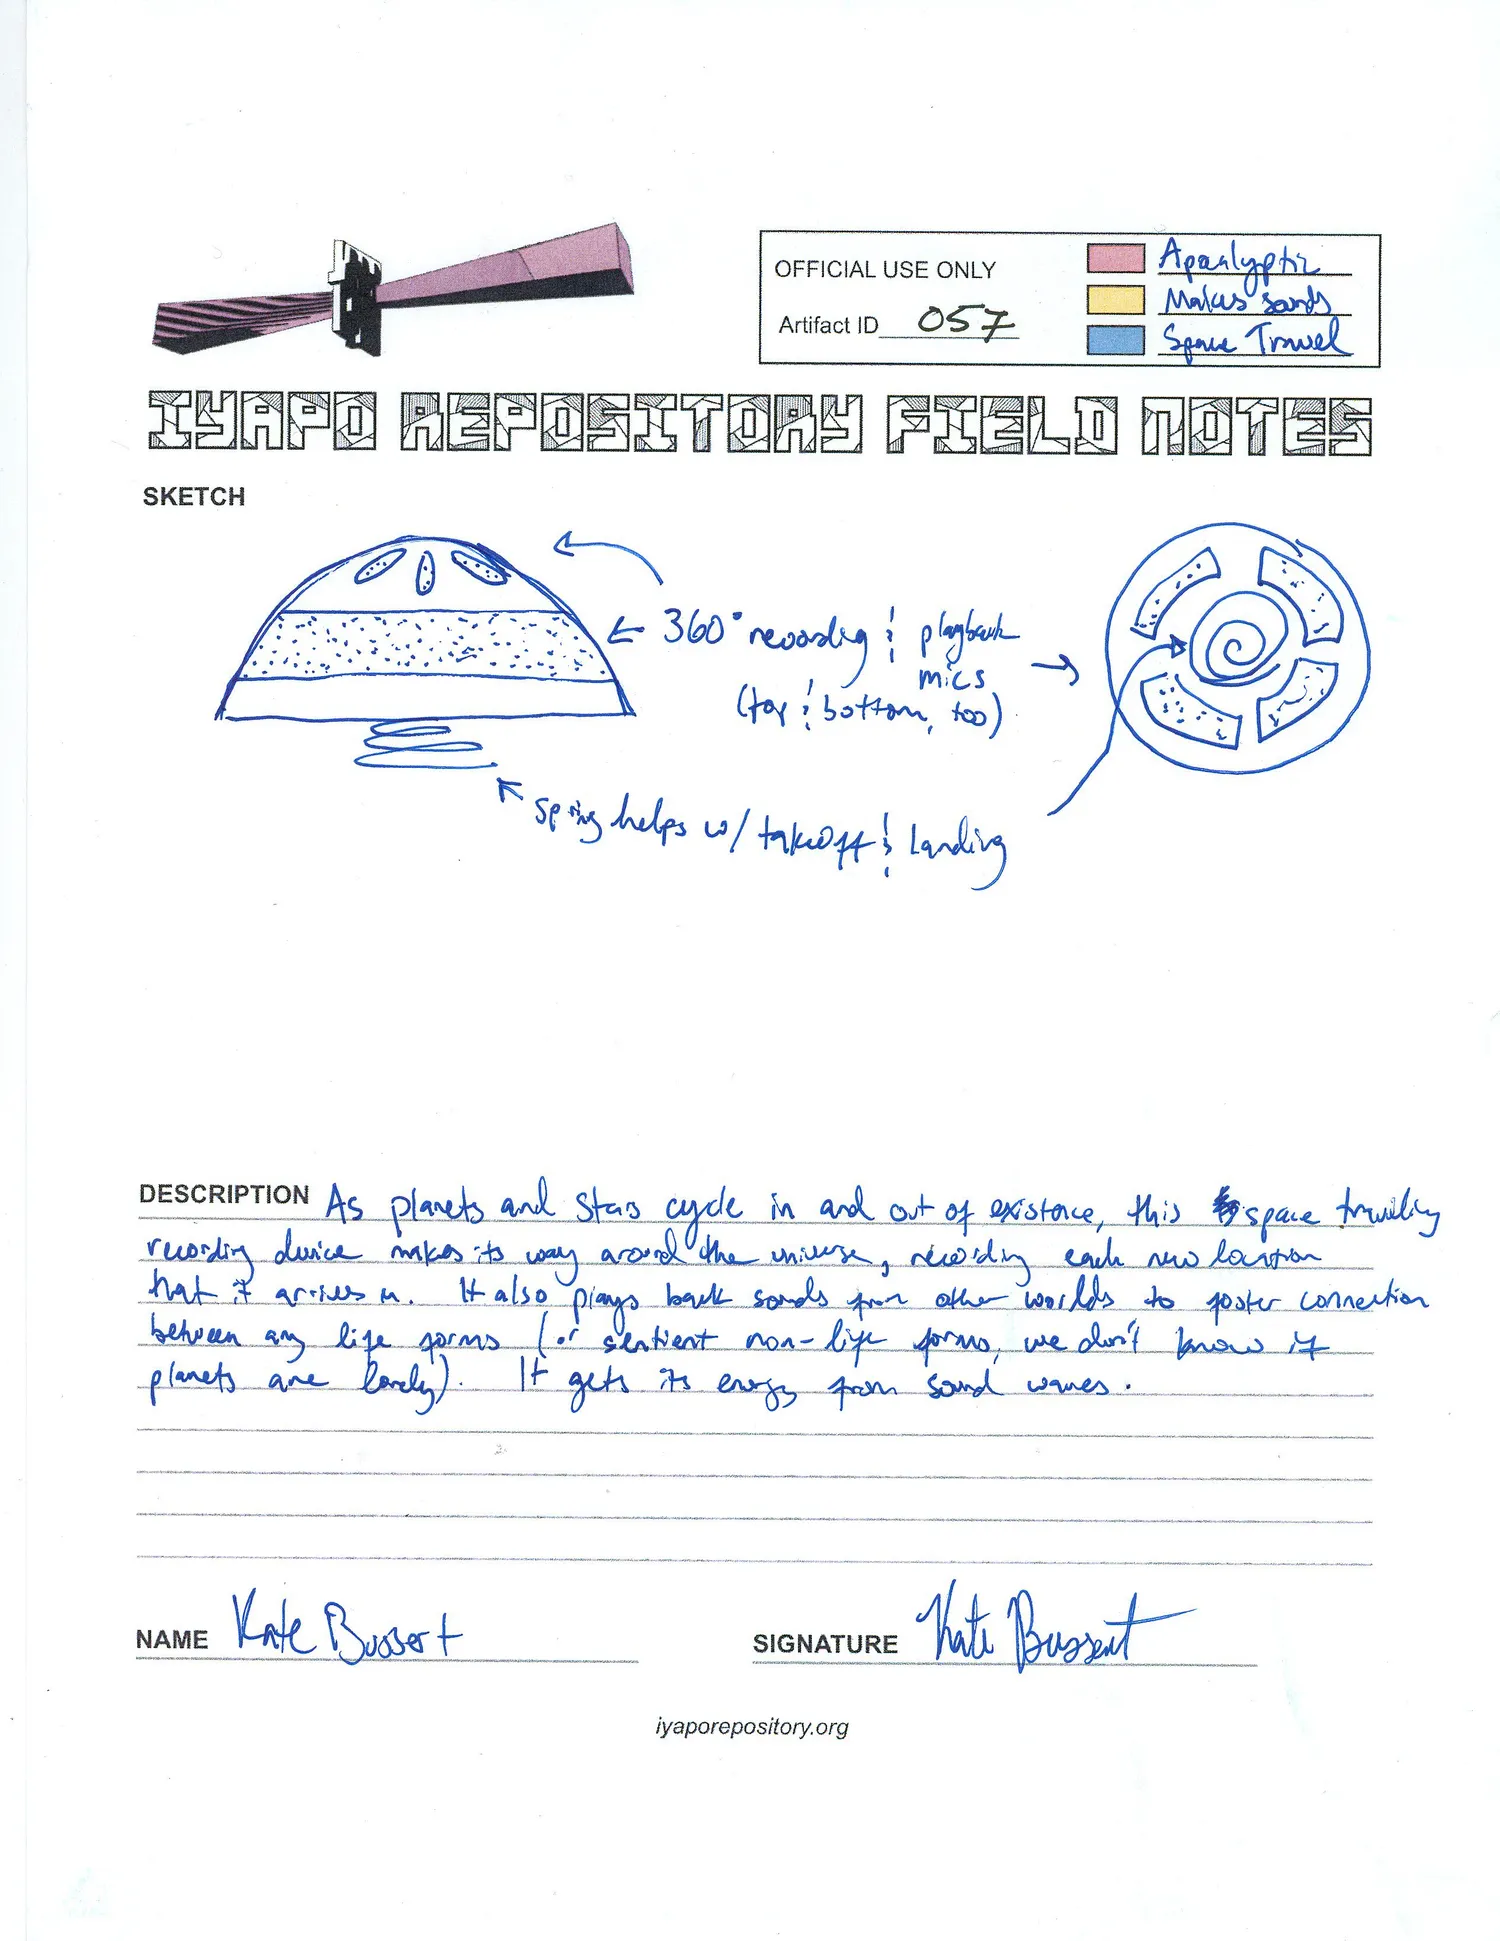 OFFICIAL USE ONLY
Artifact ID 057
Apocalyptic
Makes sounds
Space Travel
IYAPO REPOSITORY FIELD NOTES
SKETCH
360° recording & playback
mics
(top & bottom, too)
spring helps w/ takeoff & landing
DESCRIPTION As planets and stars cycle in and out of existence, this space traveling
recording device makes its way around the universe, recording each new location
that it arrives in. It also plays back sounds from other worlds to foster connection
between any life forms (or sentient non-life forms, we don't know if
planets are lonely). It gets its energy from sound waves.
NAME Kate Bussert
SIGNATURE Kate Bussert
iyaporepository.org